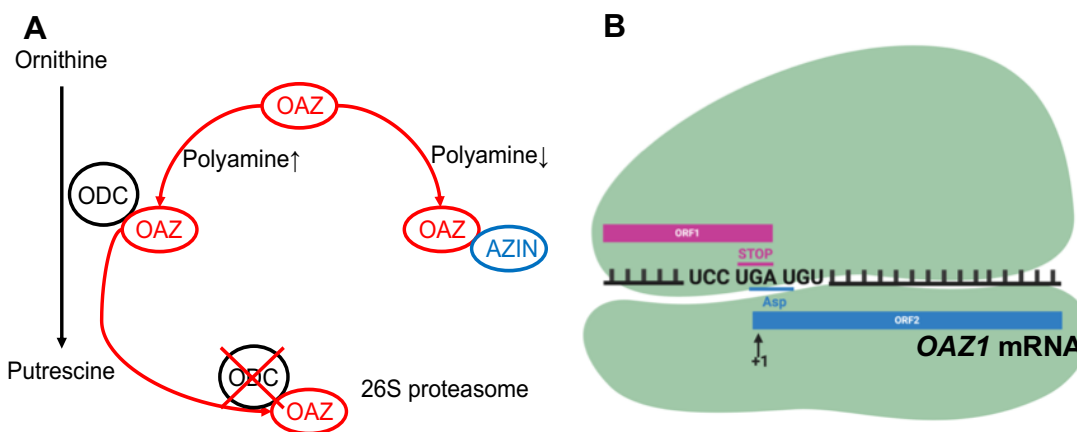 A
Ornithine
OAZ
Polyamine↑
Polyamine↓
ODC
OAZ
OAZ
AZIN
Putrescine
ODC
OAZ
26S proteasome
B
ORF1
STOP
UCC UGA UGU
Asp
ORF2
+1
OAZ1 mRNA